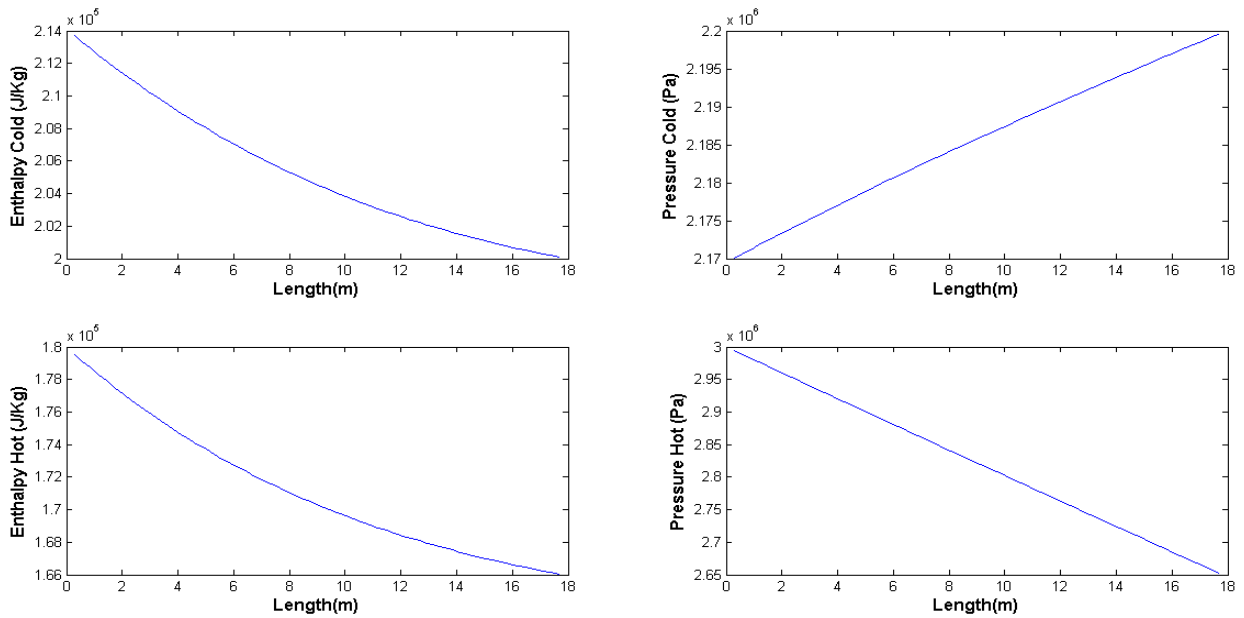 x 10^5
2.14
2.12
2.1
2.08
2.06
2.04
2.02
2
Enthalpy Cold (J/Kg)
0 2 4 6 8 10 12 14 16 18
Length(m)
x 10^6
2.2
2.195
2.19
2.185
2.18
2.175
2.17
Pressure Cold (Pa)
0 2 4 6 8 10 12 14 16 18
Length(m)
x 10^5
1.8
1.78
1.76
1.74
1.72
1.7
1.68
1.66
Enthalpy Hot (J/Kg)
0 2 4 6 8 10 12 14 16 18
Length(m)
x 10^6
3
2.95
2.9
2.85
2.8
2.75
2.7
2.65
Pressure Hot (Pa)
0 2 4 6 8 10 12 14 16 18
Length(m)